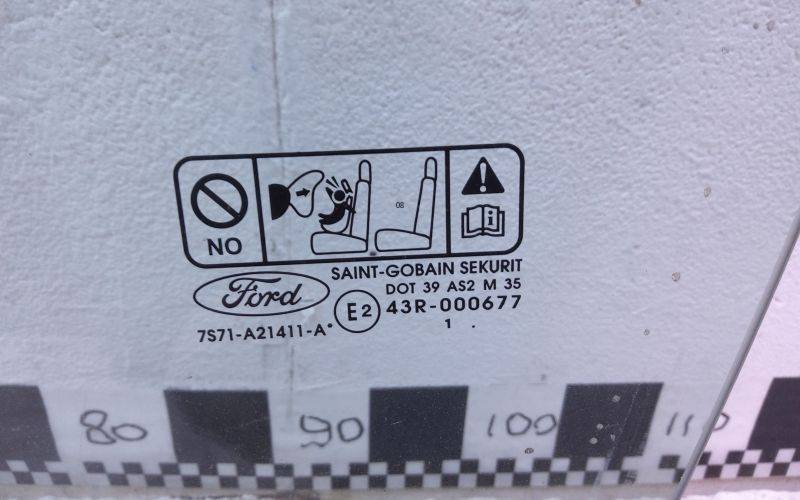 NO
08
SAINT-GOBAIN SEKURIT
Ford
DOT 39 AS2 M 35
E2
43R-000677
7S71-A21411-A*
1 .
80
90
100
110